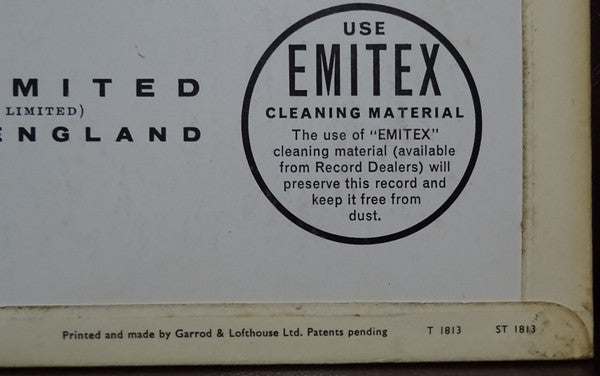 MITED
LIMITED)
ENGLAND
USE
EMITEX
CLEANING MATERIAL
The use of "EMITEX"
cleaning material (available
from Record Dealers) will
preserve this record and
keep it free from
dust.
Printed and made by Garrod & Lofthouse Ltd. Patents pending T 1813 ST 1813